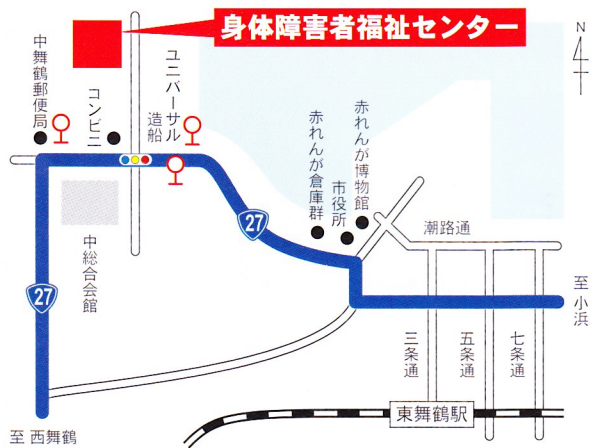 身体障害者福祉センター
N
4
中舞鶴郵便局
コンビニ
ユニバーサル
造船
赤れんが倉庫群
市役所
赤れんが博物館
潮路通
27
27
中総合会館
至 小浜
三条通
五条通
七条通
東舞鶴駅
至 西舞鶴